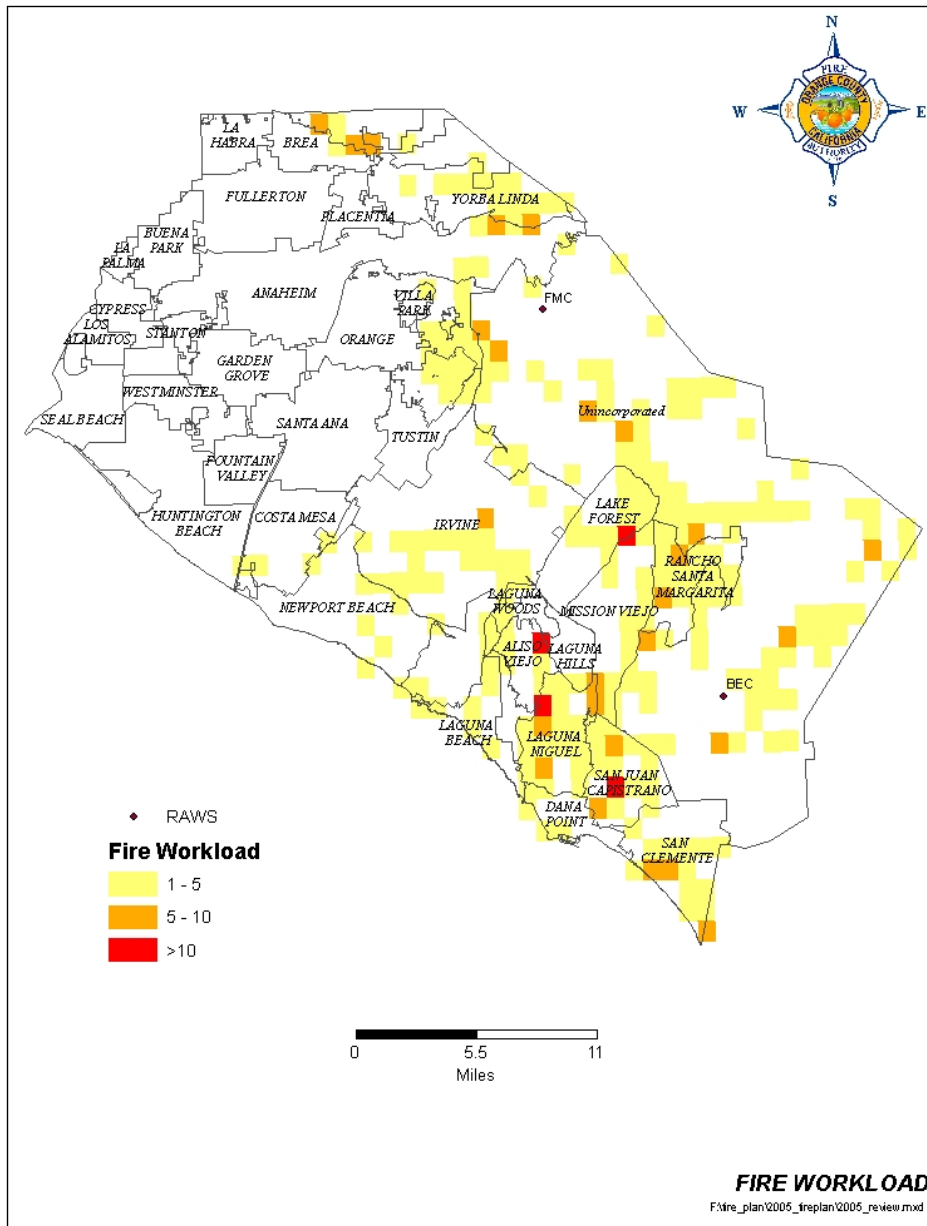 N
W
E
S
FIRE
ORANGE COUNTY
CALIFORNIA
AUTHORITY
LA
HABRA
BREA
FULLERTON
PLACENTIA
YORBA LINDA
BUENA
PARK
LA
PALMA
ANAHEIM
VILLA
PARK
FMC
CYPRESS
LOS
ALAMITOS
STANTON
ORANGE
GARDEN
GROVE
WESTMINSTER
Unincorporated
SEAL BEACH
SANTA ANA
TUSTIN
FOUNTAIN
VALLEY
HUNTINGTON
BEACH
COSTA MESA
IRVINE
LAKE
FOREST
RANCHO
SANTA
MARGARITA
NEWPORT BEACH
LAGUNA
WOODS
MISSION VIEJO
ALISO
VIEJO
LAGUNA
HILLS
BEC
LAGUNA
BEACH
LAGUNA
NIGUEL
SAN JUAN
CAPISTRANO
DANA
POINT
SAN
CLEMENTE
RAWS
Fire Workload
1 - 5
5 - 10
>10
0
5.5
11
Miles
FIRE WORKLOAD
F:\fire_plan\2005_fireplan\2005_review.mxd